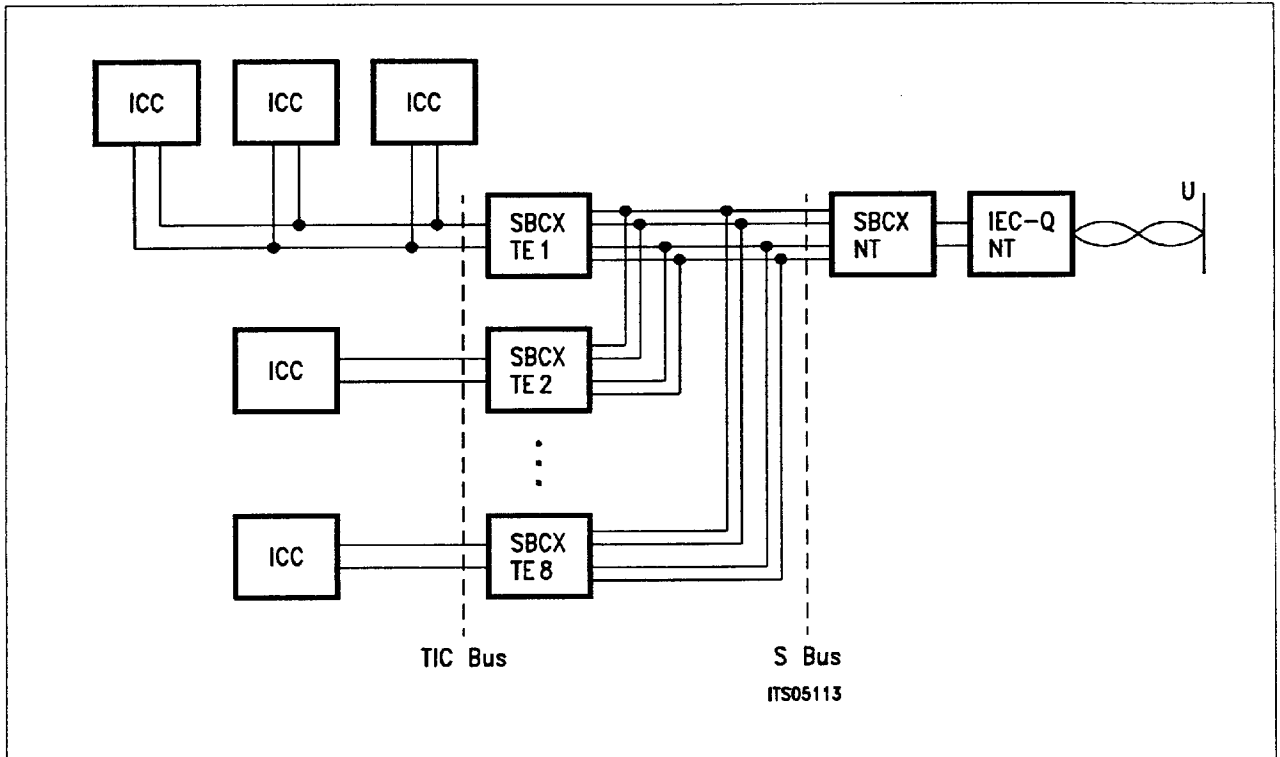 ICC
ICC
ICC
SBCX
TE 1
SBCX
NT
IEC-Q
NT
U
ICC
SBCX
TE 2
ICC
SBCX
TE 8
TIC Bus
S Bus
ITS05113